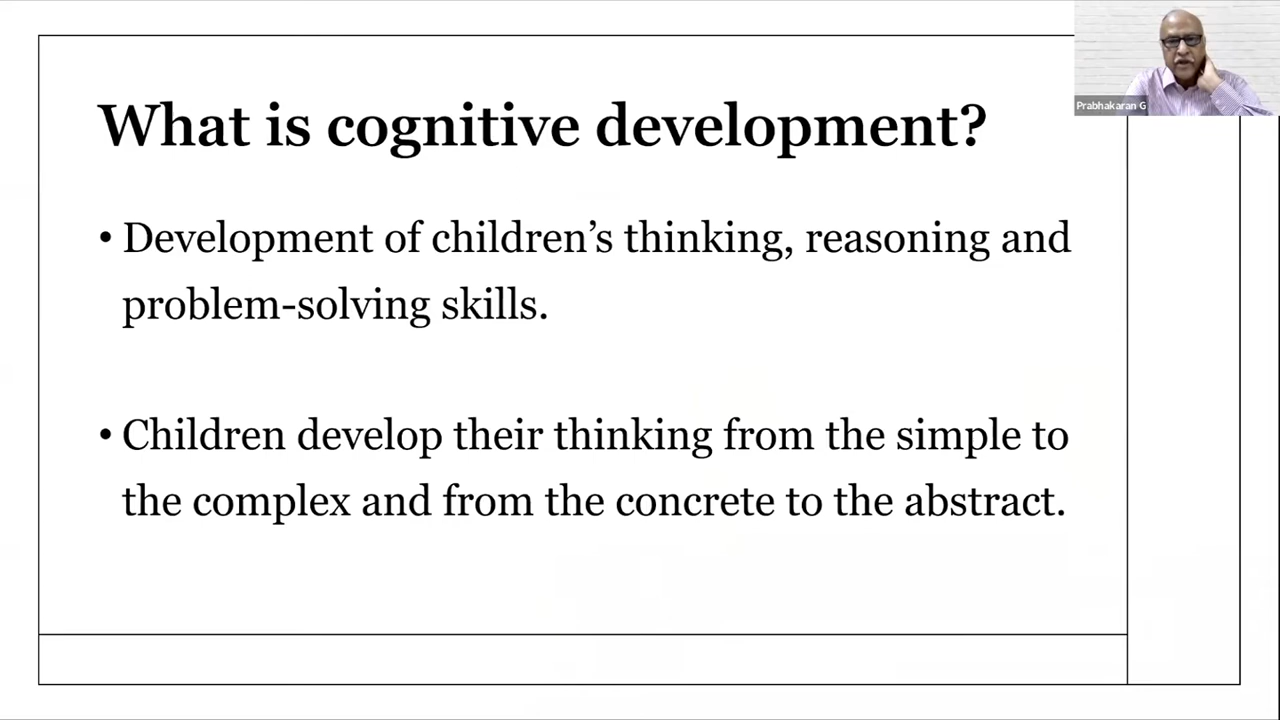 What is cognitive development?
• Development of children’s thinking, reasoning and
problem-solving skills.
• Children develop their thinking from the simple to
the complex and from the concrete to the abstract.
Prabhakaran G